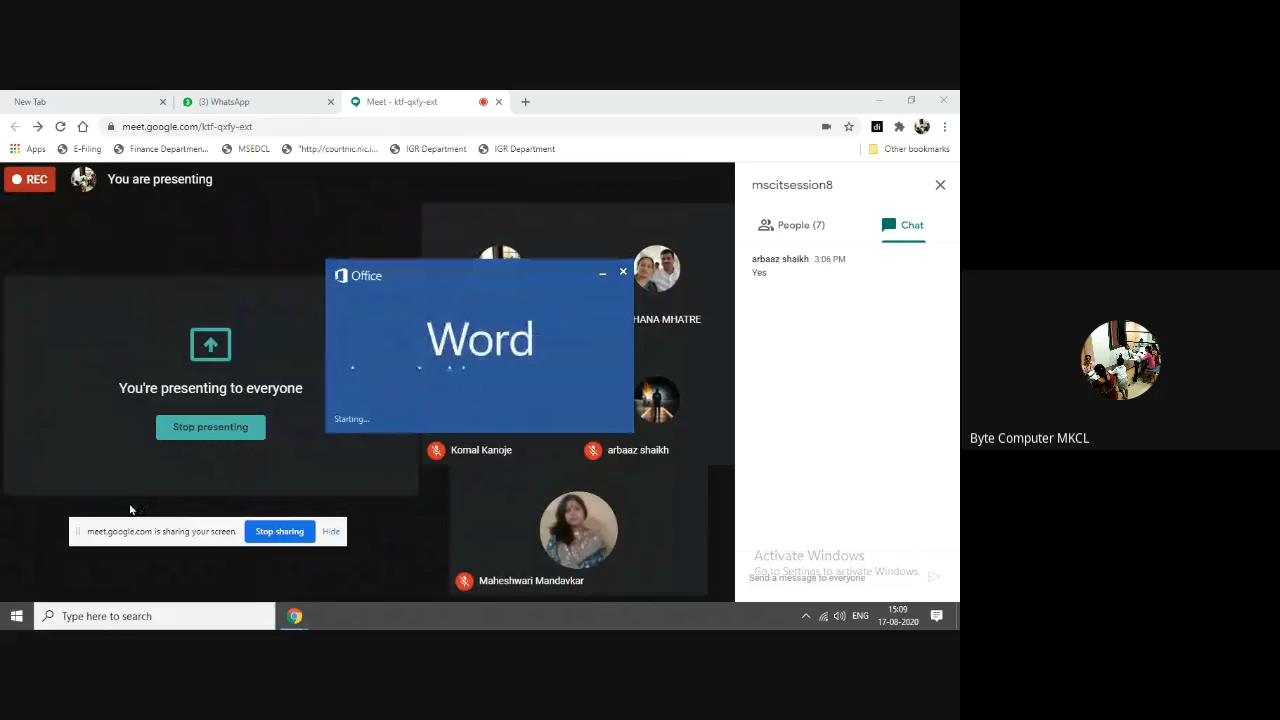 New Tab
(3) WhatsApp
Meet - ktf-qxfy-ext
meet.google.com/ktf-qxfy-ext
Apps
E-Filing
Finance Departmen...
MSEDCL
"http://courtnic.nic.i...
IGR Department
IGR Department
Other bookmarks
REC
You are presenting
mscitsession8
People (7)
Chat
arbaaz shaikh 3:06 PM
Yes
Office
Word
Starting...
HANA MHATRE
You're presenting to everyone
Stop presenting
Komal Kanoje
arbaaz shaikh
Byte Computer MKCL
meet.google.com is sharing your screen.
Stop sharing
Hide
Maheshwari Mandavkar
Activate Windows
Go to Settings to activate Windows.
Send a message to everyone
Type here to search
ENG
15:09
17-08-2020